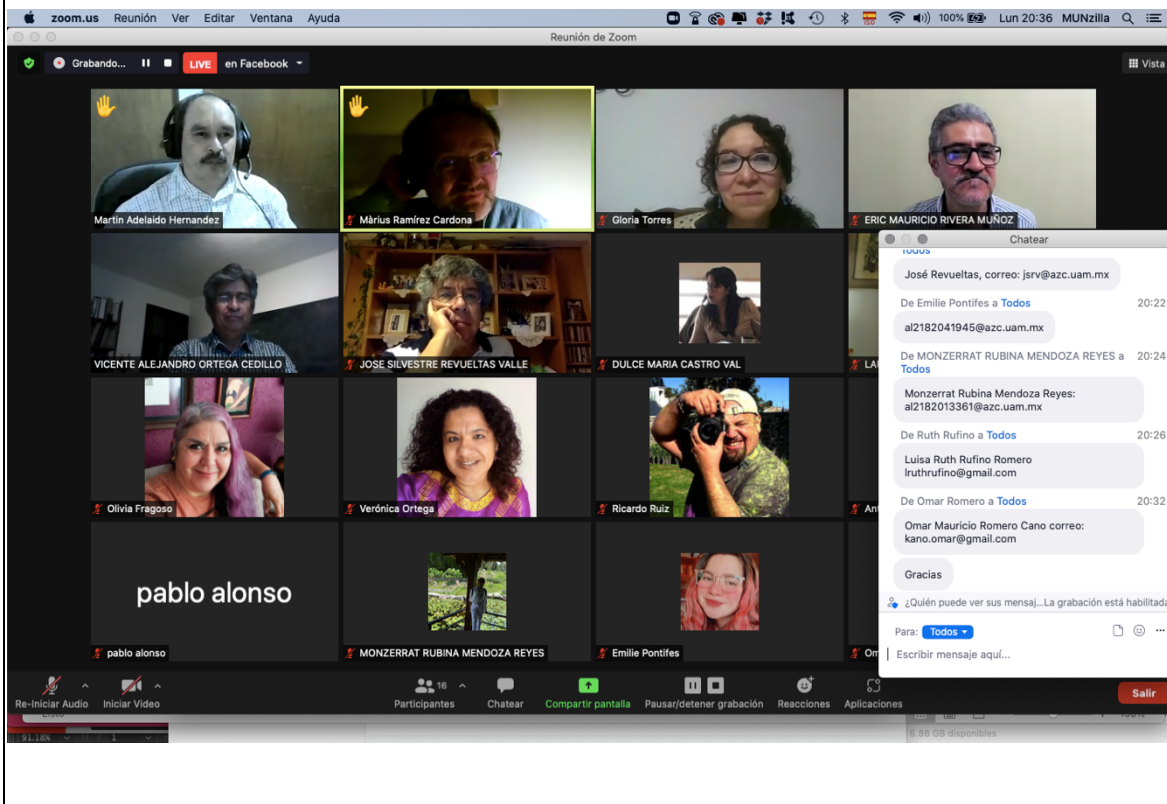 zoom.us Reunión Ver Editar Ventana Ayuda 100% Lun 20:36 MUNzilla
Reunión de Zoom
Grabando... LIVE en Facebook Vista
Martin Adelaido Hernandez
Màrius Ramírez Cardona
Gloria Torres
ERIC MAURICIO RIVERA MUÑOZ
VICENTE ALEJANDRO ORTEGA CEDILLO
JOSE SILVESTRE REVUELTAS VALLE
DULCE MARIA CASTRO VAL
Olivia Fragoso
Verónica Ortega
Ricardo Ruiz
pablo alonso
pablo alonso
MONZERRAT RUBINA MENDOZA REYES
Emilie Pontifes
Chatear
Todos
José Revueltas, correo: jsrv@azc.uam.mx
De Emilie Pontifes a Todos 20:22
al2182041945@azc.uam.mx
De MONZERRAT RUBINA MENDOZA REYES a 20:24
Todos
Monzerrat Rubina Mendoza Reyes:
al2182013361@azc.uam.mx
De Ruth Rufino a Todos 20:26
Luisa Ruth Rufino Romero
lruthrufino@gmail.com
De Omar Romero a Todos 20:32
Omar Mauricio Romero Cano correo:
kano.omar@gmail.com
Gracias
¿Quién puede ver sus mensaj...La grabación está habilitada
Para: Todos
Escribir mensaje aquí...
Re-Iniciar Audio Iniciar Video 16 Participantes Chatear Compartir pantalla Pausar/detener grabación Reacciones Aplicaciones Salir
91.18% 1 5.86 GB disponibles